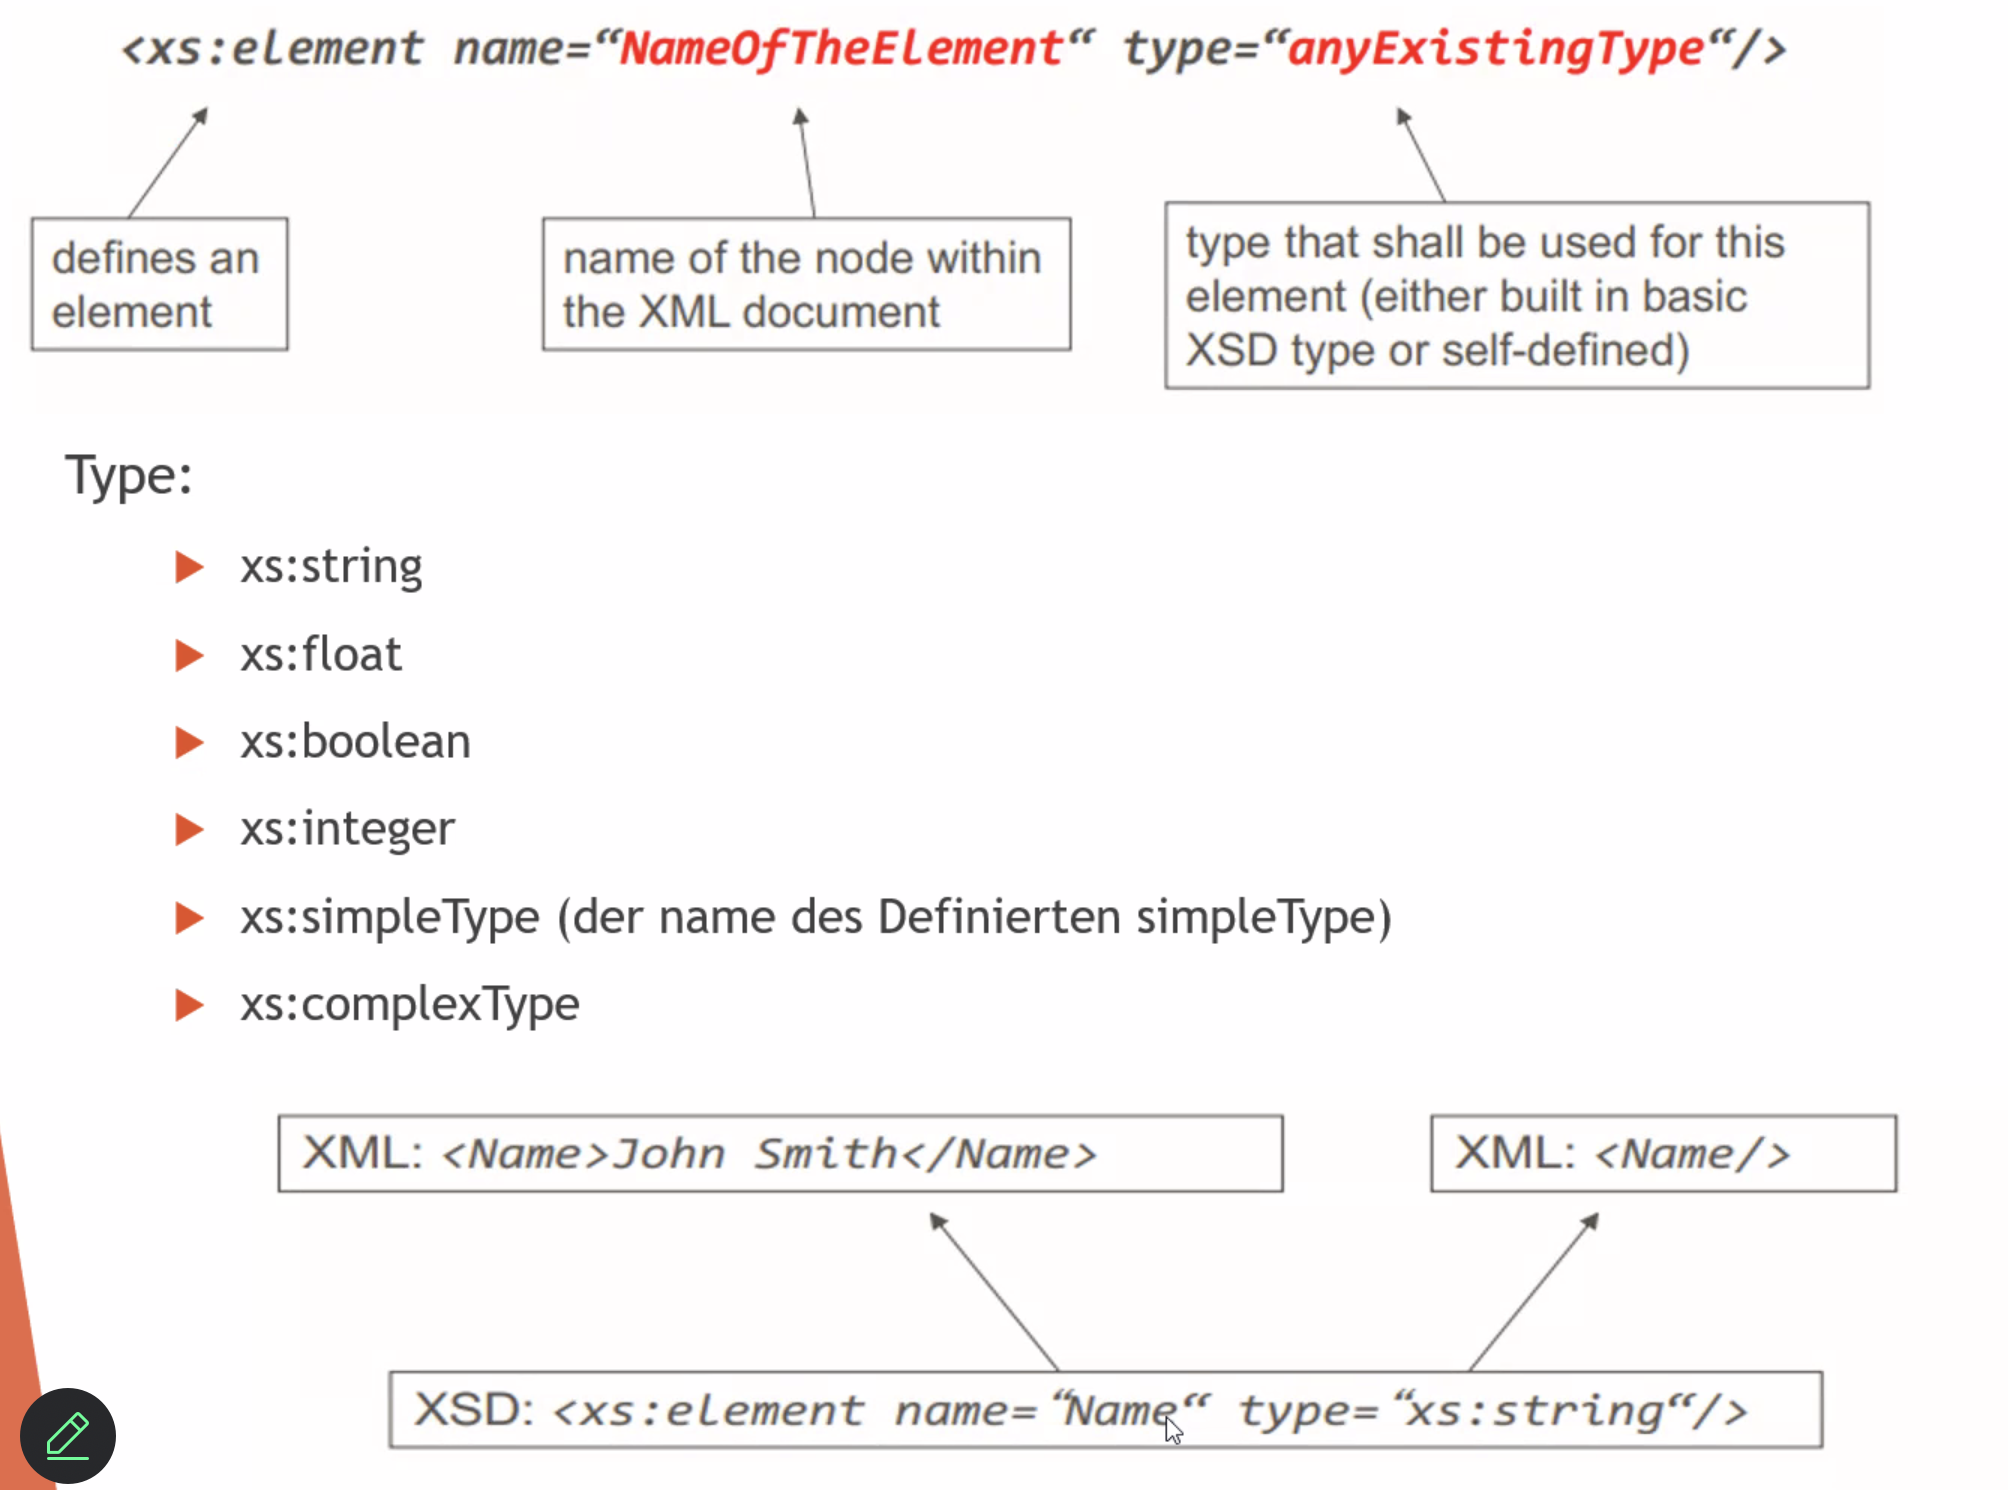 <xs:element name=“NameOfTheElement“ type=“anyExistingType“/>
defines an
element
name of the node within
the XML document
type that shall be used for this
element (either built in basic
XSD type or self-defined)
Type:
xs:string
xs:float
xs:boolean
xs:integer
xs:simpleType (der name des Definierten simpleType)
xs:complexType
XML: <Name>John Smith</Name>
XML: <Name/>
XSD: <xs:element name=“Name“ type=“xs:string“/>